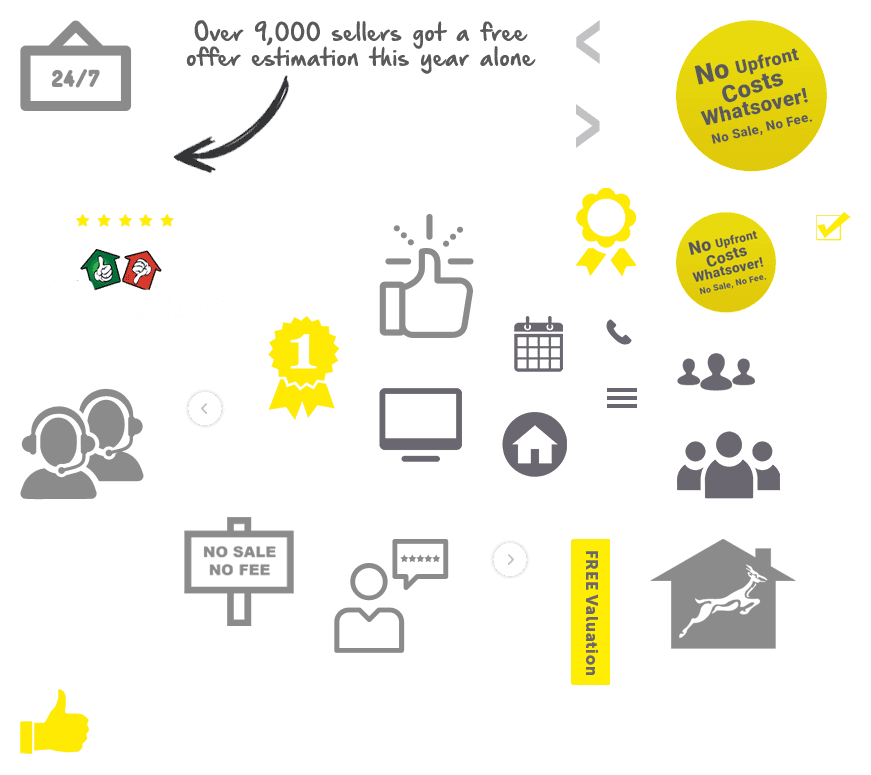 24/7
Over 9,000 sellers got a free
offer estimation this year alone
No Upfront
Costs
Whatsover!
No Sale, No Fee.
No Upfront
Costs
Whatsover!
No Sale, No Fee.
1
NO SALE
NO FEE
FREE Valuation